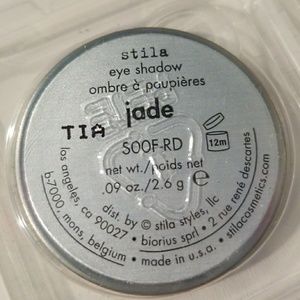 stila
eye shadow
ombre à paupières
jade
TIA
SOOF-RD
12m
net wt./poids net
.09 oz./2.6 g e
dist. by © stila styles, llc
los angeles, ca 90027 • biorius sprl • 2 rue rené descartes
b-7000, mons, belgium • made in u.s.a. • stilacosmetics.com